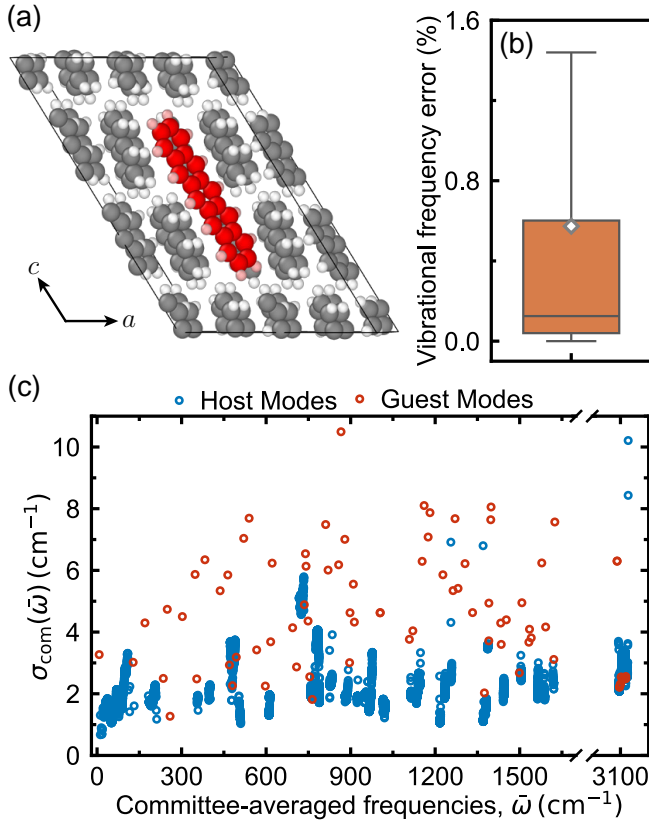 (a)
c
a
(b)
Vibrational frequency error (%)
1.6
0.8
0.0
(c)
Host Modes
Guest Modes
σcom(ω̄) (cm⁻¹)
10
8
6
4
2
0
0 300 600 900 1200 1500 3100
Committee-averaged frequencies, ω̄ (cm⁻¹)